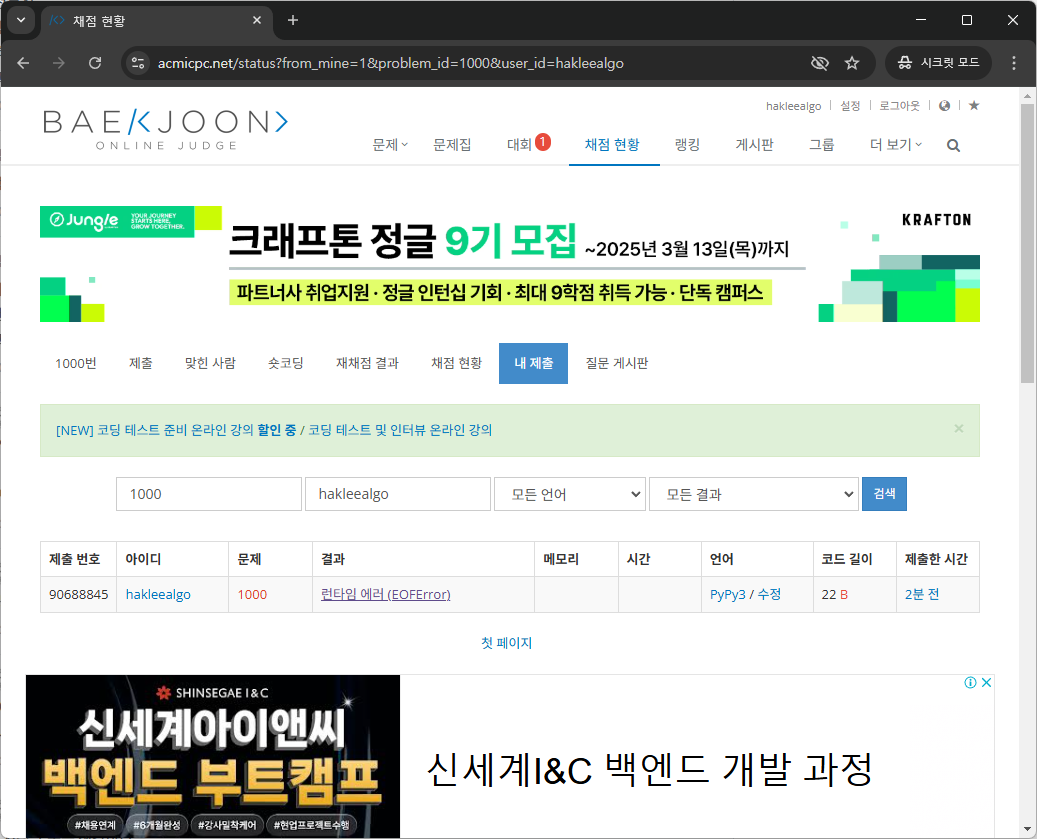 채점 현황
acmicpc.net/status?from_mine=1&problem_id=1000&user_id=hakleealgo
시크릿 모드
hakleealgo 설정 로그아웃
BAEKJOON
ONLINE JUDGE
문제 문제집 대회 1 채점 현황 랭킹 게시판 그룹 더 보기
Jungle
YOUR JOURNEY
STARTS HERE.
GROW TOGETHER.
KRAFTON
크래프톤 정글 9기 모집 ~2025년 3월 13일(목)까지
파트너사 취업지원 · 정글 인턴십 기회 · 최대 9학점 취득 가능 · 단독 캠퍼스
1000번 제출 맞힌 사람 숏코딩 재채점 결과 채점 현황 내 제출 질문 게시판
[NEW] 코딩 테스트 준비 온라인 강의 할인 중 / 코딩 테스트 및 인터뷰 온라인 강의 ×
1000 hakleealgo 모든 언어 모든 결과 검색
제출 번호 아이디 문제 결과 메모리 시간 언어 코드 길이 제출한 시간
90688845 hakleealgo 1000 런타임 에러 (EOFError) PyPy3 / 수정 22 B 2분 전
첫 페이지
SHINSEGAE I&C
신세계아이앤씨
백엔드 부트캠프
#채용연계 #6개월완성 #강사밀착케어 #현업프로젝트수행
신세계I&C 백엔드 개발 과정